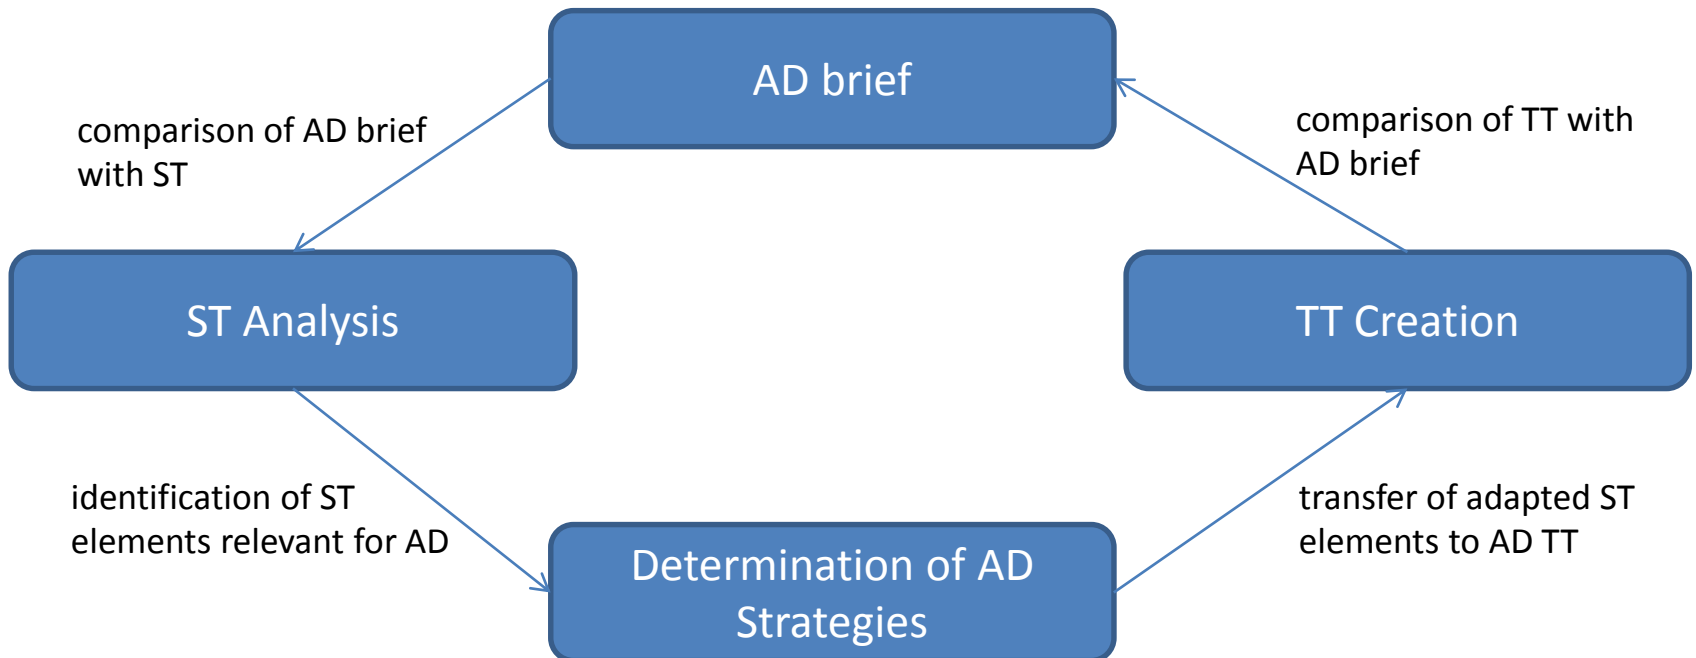 AD brief
comparison of AD brief
with ST
comparison of TT with
AD brief
ST Analysis
TT Creation
identification of ST
elements relevant for AD
transfer of adapted ST
elements to AD TT
Determination of AD
Strategies